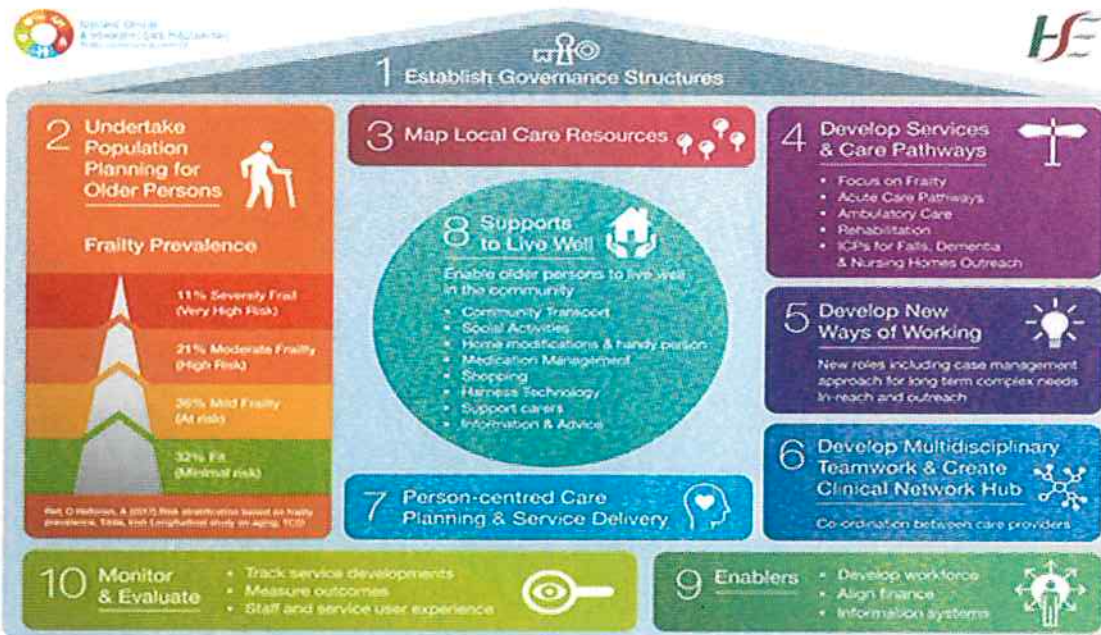 HSE
1 Establish Governance Structures
2 Undertake
Population
Planning for
Older Persons
Frailty Prevalence
11% Severely Frail
(Very High Risk)
21% Moderate Frailty
(High Risk)
36% Mild Frailty
(At risk)
32% Fit
(Minimal risk)
Risk stratification based on frailty
prevalence,
3 Map Local Care Resources
4 Develop Services
& Care Pathways
• Focus on Frailty
• Acute Care Pathways
• Ambulatory Care
• Rehabilitation
• ICPs for Falls, Dementia
& Nursing Homes Outreach
5 Develop New
Ways of Working
New roles including case management
approach for long term complex needs
In-reach and outreach
6 Develop Multidisciplinary
Teamwork & Create
Clinical Network Hub
Co-ordination between care providers
8 Supports
to Live Well
Enable older persons to live well
in the community
• Community Transport
• Social Activities
• Home modifications & handy person
• Medication Management
• Shopping
• Harness Technology
• Support carers
• Information & Advice
7 Person-centred Care
Planning & Service Delivery
10 Monitor
& Evaluate
• Track service developments
• Measure outcomes
• Staff and service user experience
9 Enablers
• Develop workforce
• Align finance
• Information systems